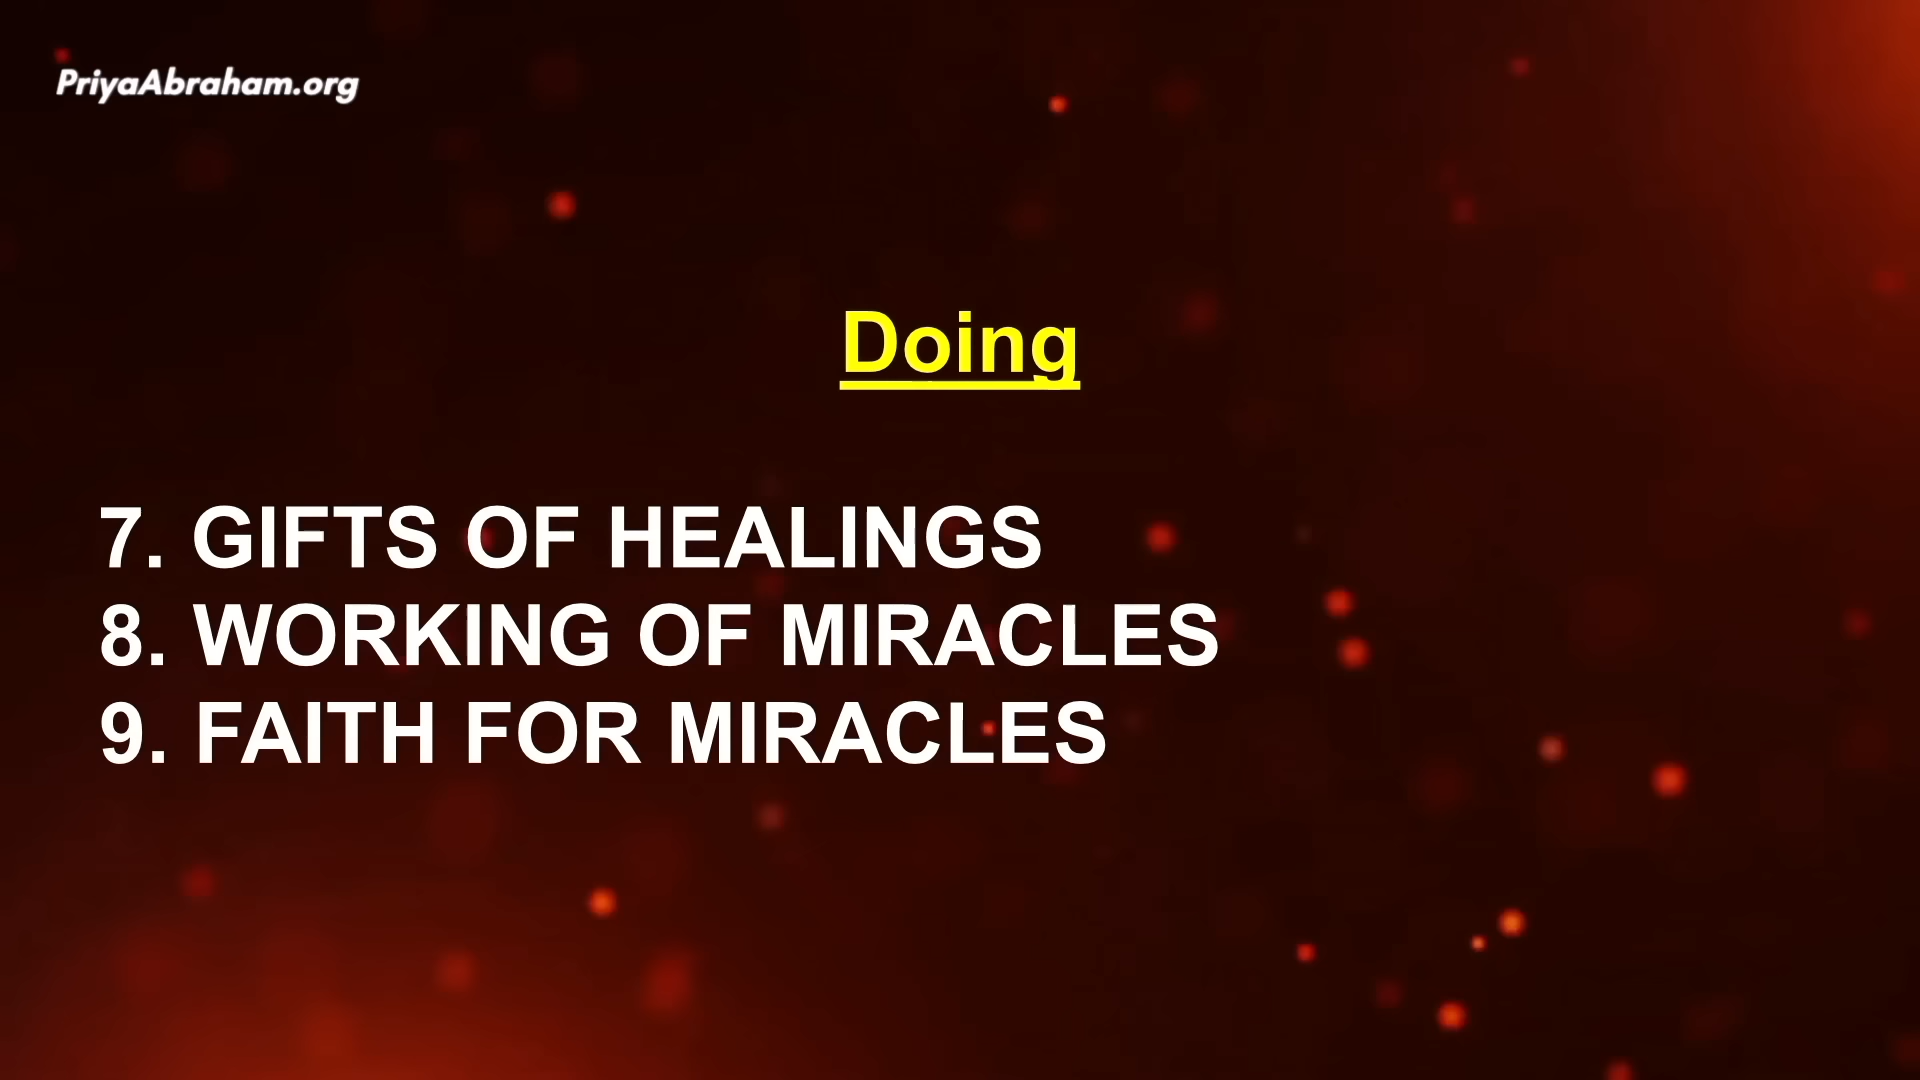 PriyaAbraham.org
Doing
7. GIFTS OF HEALINGS
8. WORKING OF MIRACLES
9. FAITH FOR MIRACLES